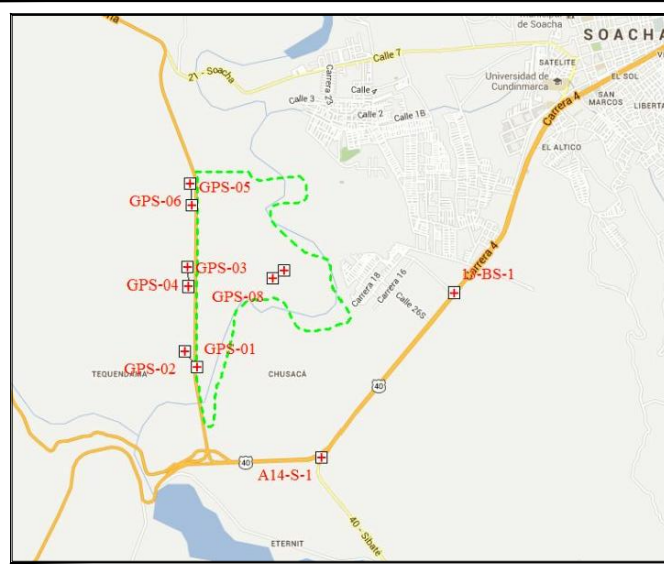 de Soacha
SOACHA
Calle 7
SATELITE
21 - Soacha
Universidad de
Cundinmarca
EL SOL
Carrera 23
Calle 4
SAN
MARCOS
LIBERTA
Calle 3
Calle 2
Calle 1B
Carrera 4
EL ALTICO
GPS-05
GPS-06
Carrera 4
GPS-03
GPS-04
GPS-08
Carrera 18
Carrera 16
Calle 26S
GPS-01
GPS-02
TEQUENDAMA
CHUSACÁ
40
40
A14-S-1
40 - Sibaté
ETERNIT